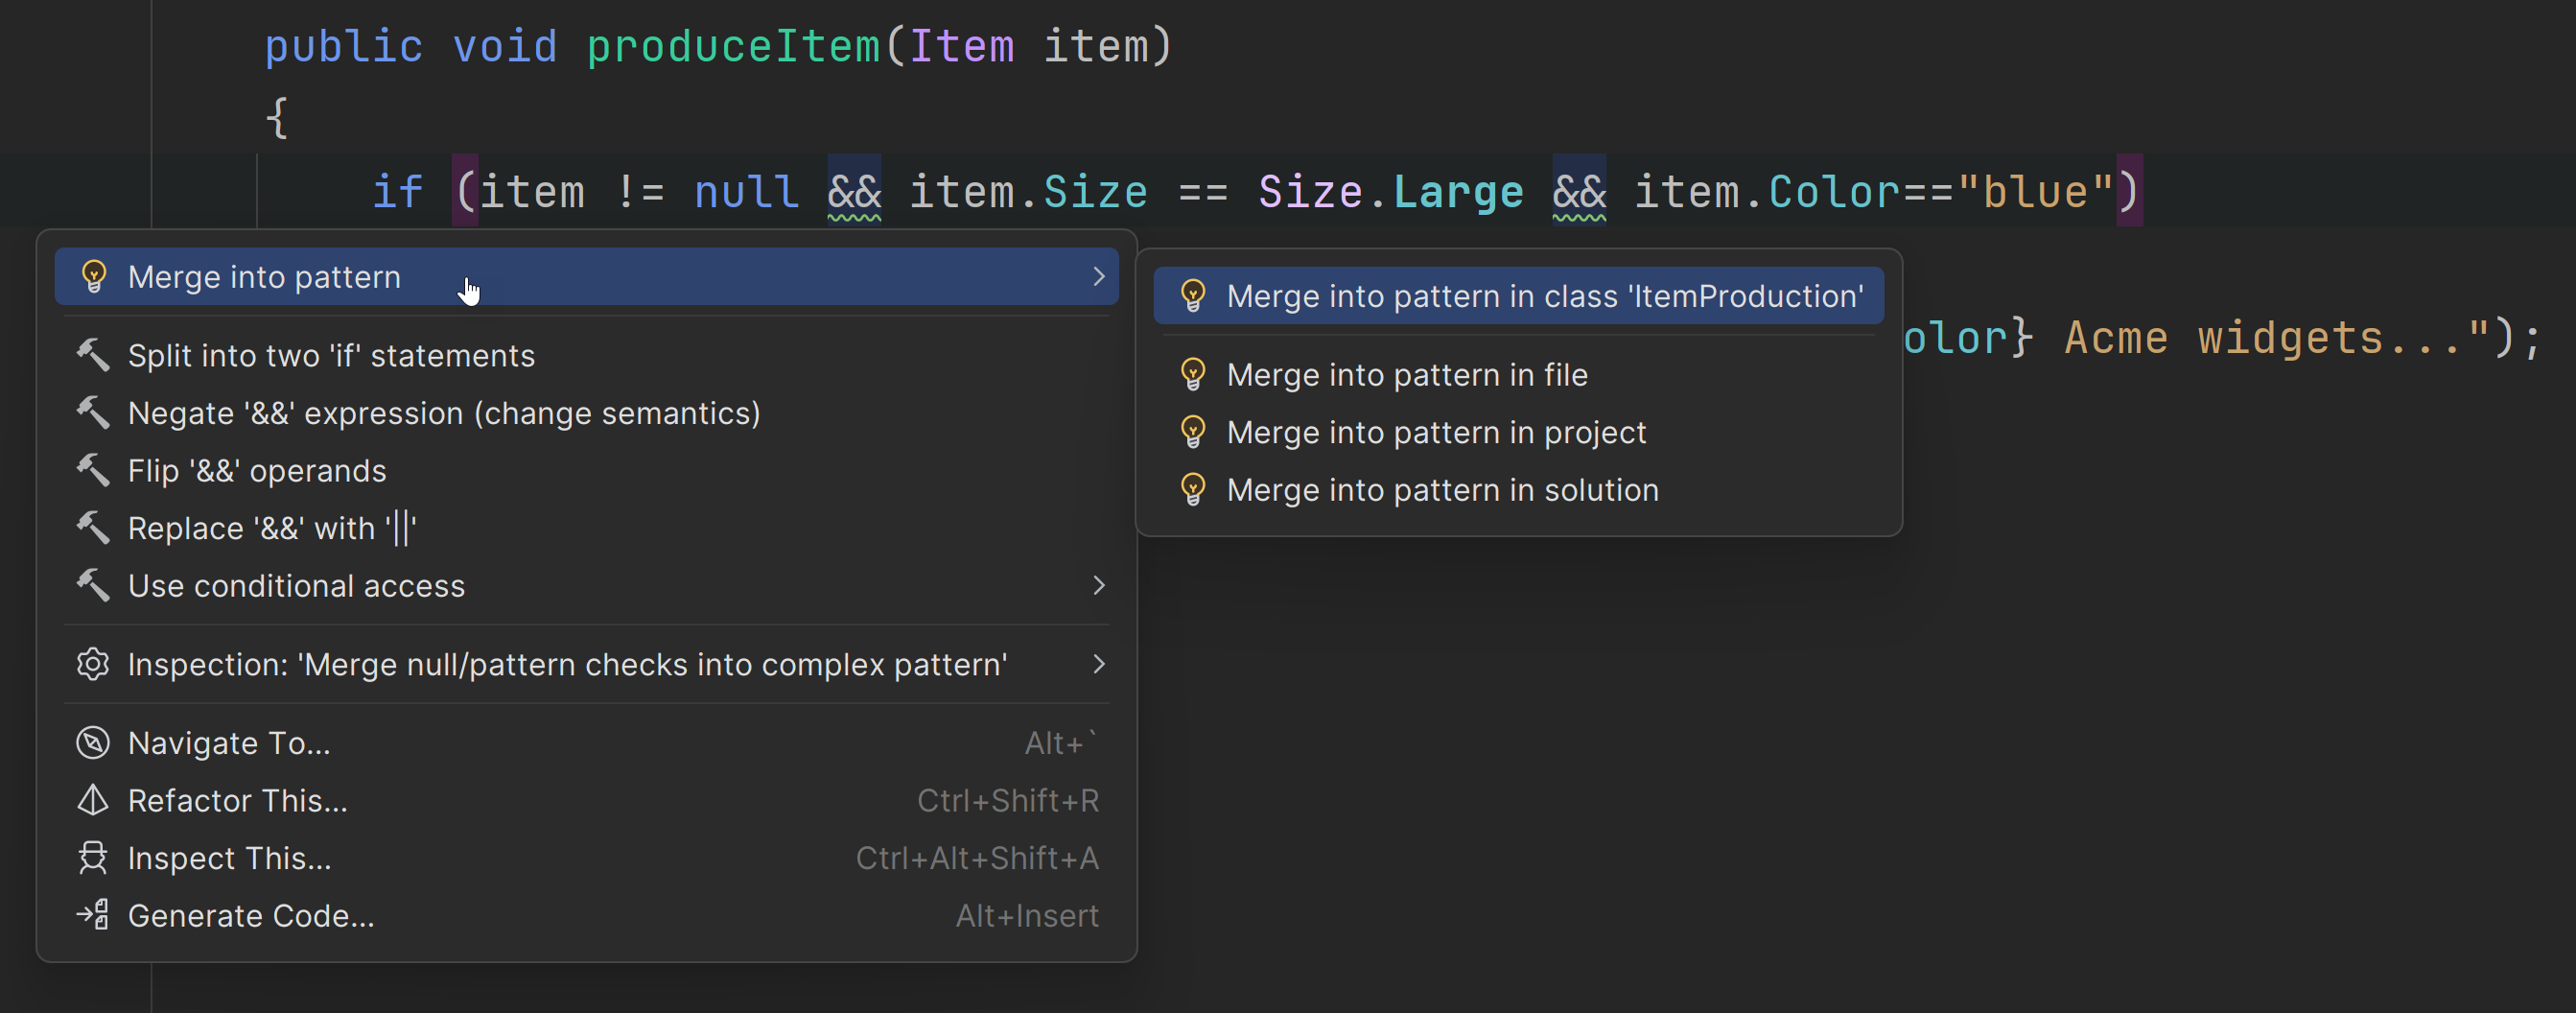 public void produceItem(Item item)
{
if (item != null && item.Size == Size.Large && item.Color=="blue")
olor} Acme widgets...");
Merge into pattern
Split into two 'if' statements
Negate '&&' expression (change semantics)
Flip '&&' operands
Replace '&&' with '||'
Use conditional access
Inspection: 'Merge null/pattern checks into complex pattern'
Navigate To... Alt+`
Refactor This... Ctrl+Shift+R
Inspect This... Ctrl+Alt+Shift+A
Generate Code... Alt+Insert
Merge into pattern in class 'ItemProduction'
Merge into pattern in file
Merge into pattern in project
Merge into pattern in solution